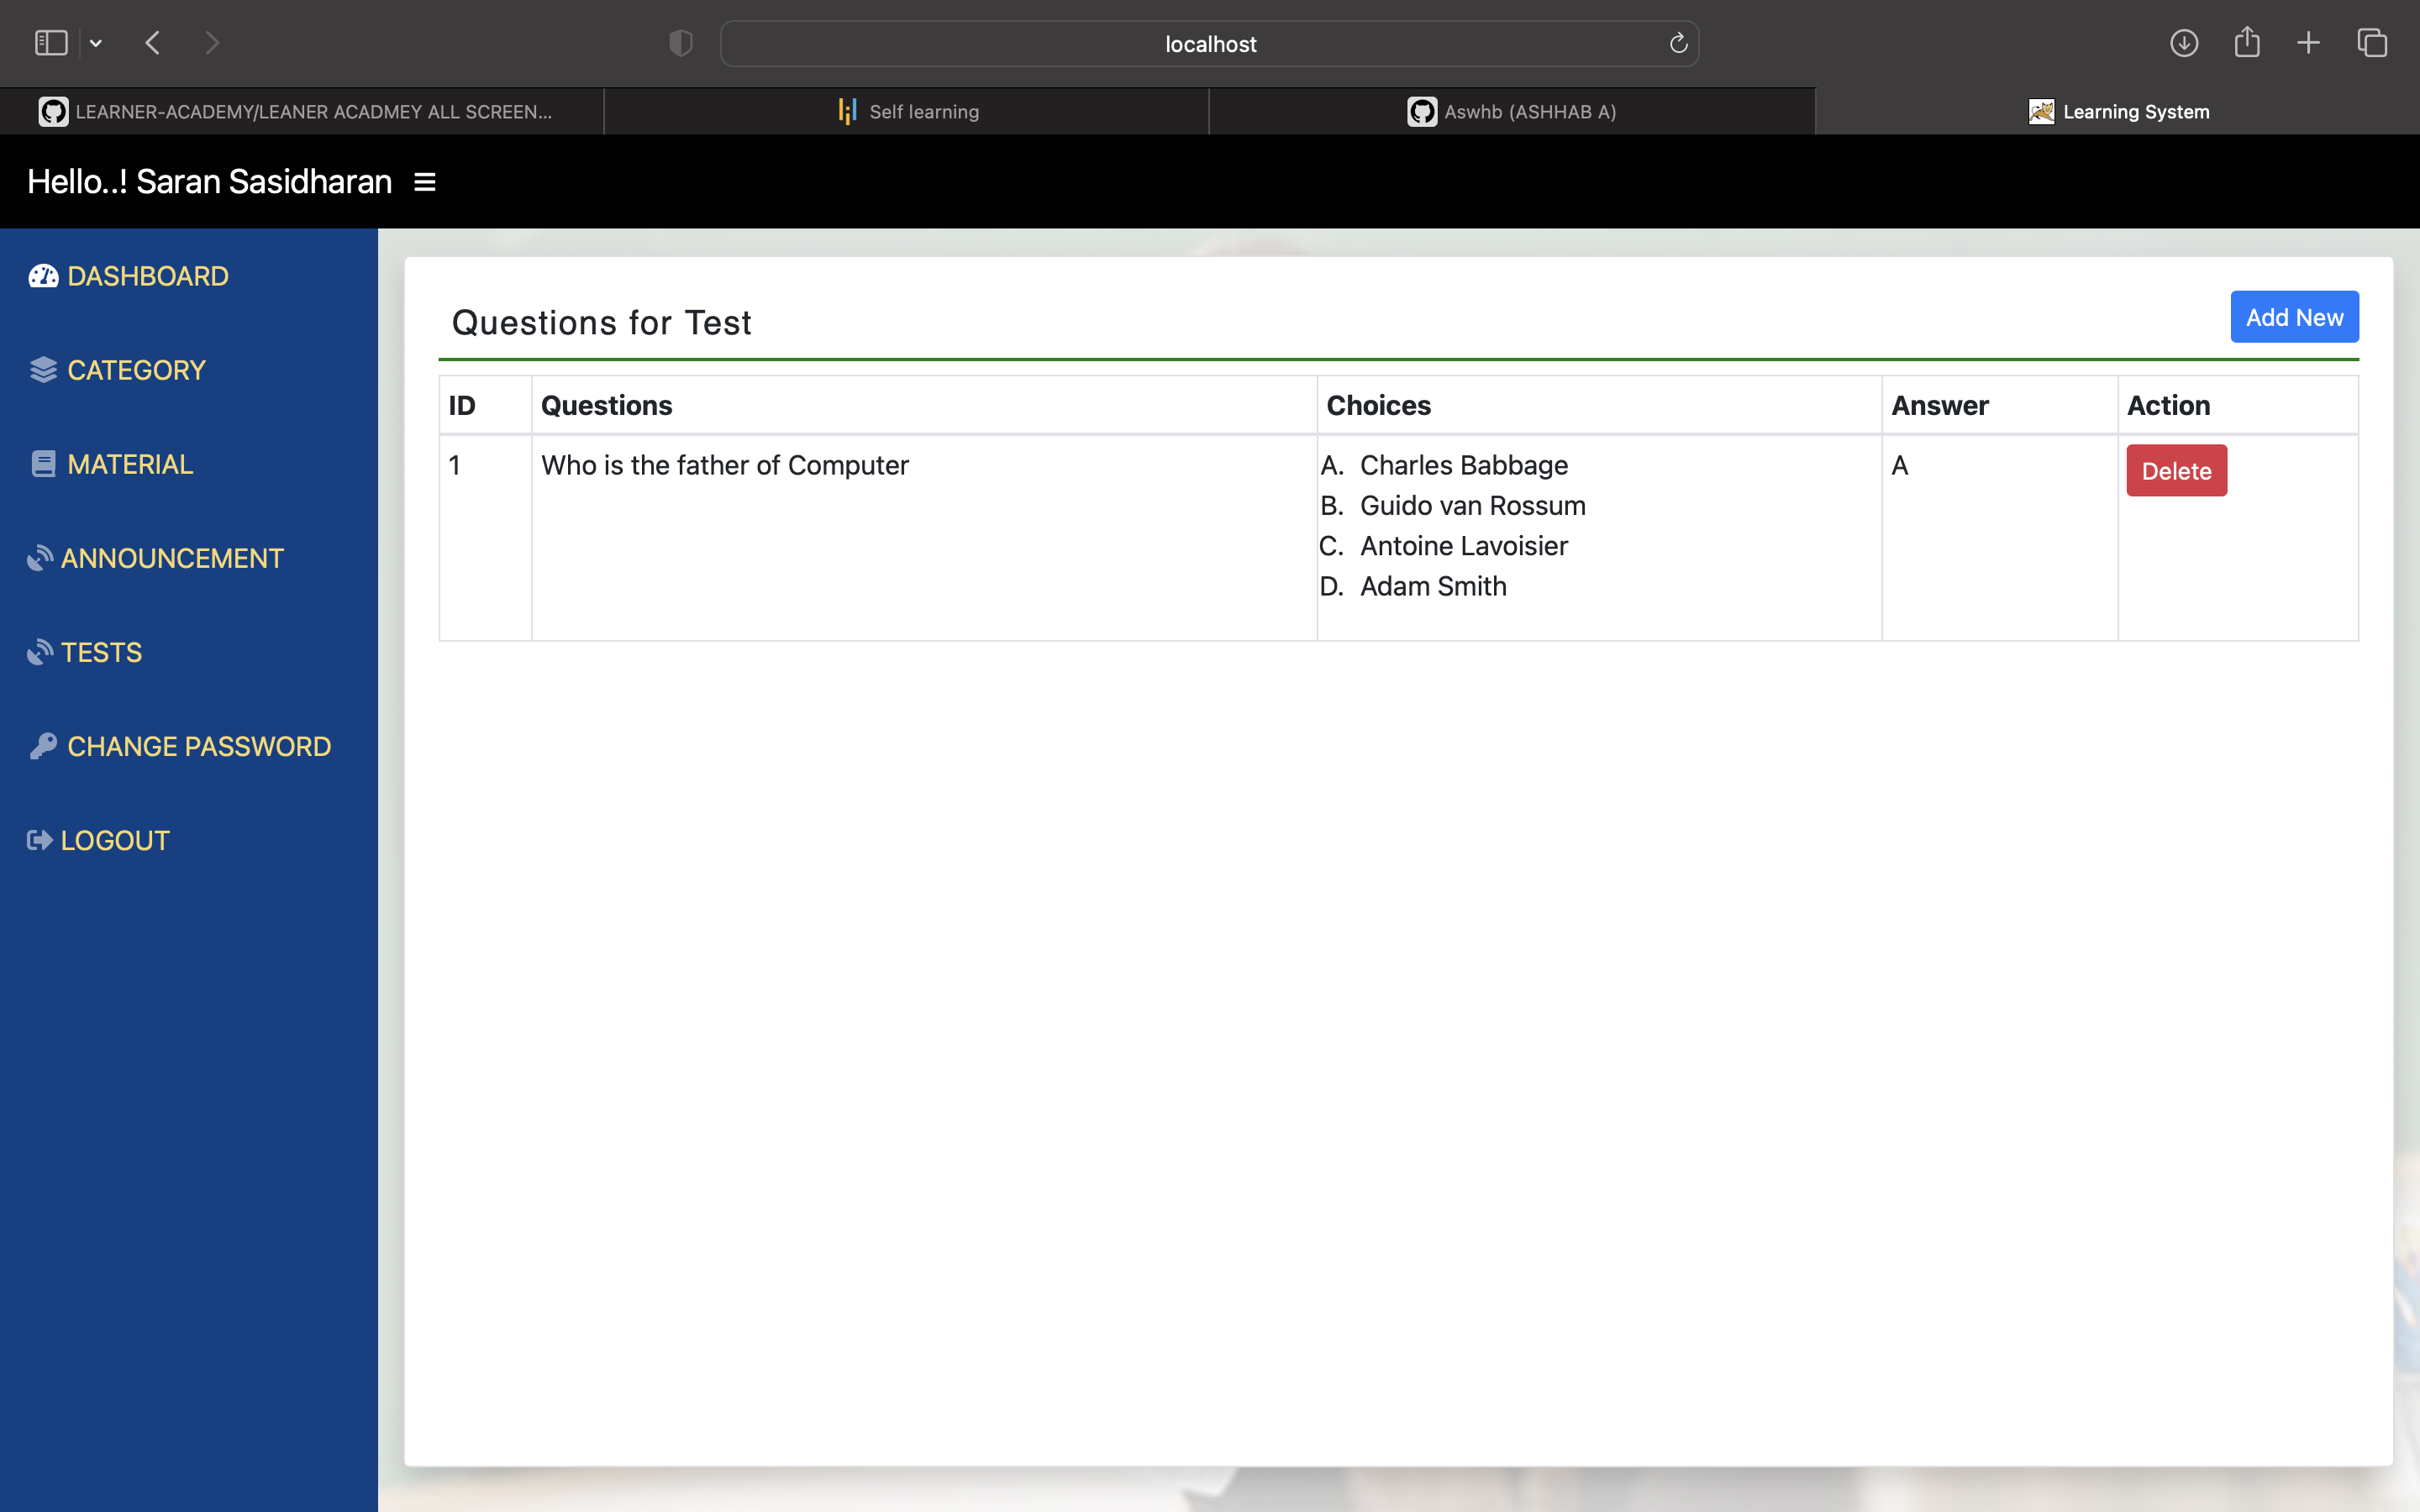 localhost
LEARNER-ACADEMY/LEANER ACADMEY ALL SCREEN...
Self learning
Aswhb (ASHHAB A)
Learning System
Hello..! Saran Sasidharan
DASHBOARD
CATEGORY
MATERIAL
ANNOUNCEMENT
TESTS
CHANGE PASSWORD
LOGOUT
Questions for Test
Add New
ID Questions Choices Answer Action
1 Who is the father of Computer A. Charles Babbage A Delete
B. Guido van Rossum
C. Antoine Lavoisier
D. Adam Smith